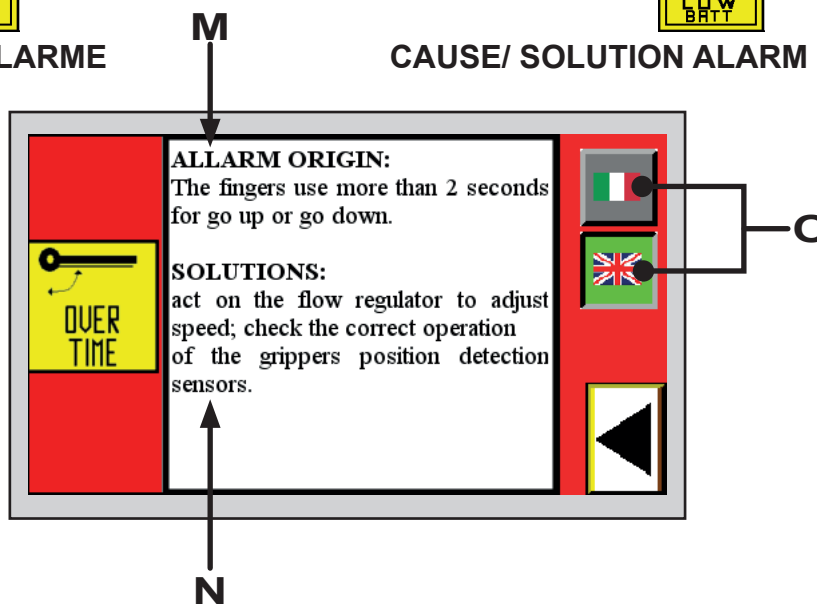 LOW
BATT
M
LARME
CAUSE/ SOLUTION ALARM
ALLARM ORIGIN:
The fingers use more than 2 seconds
for go up or go down.
OVER
TIME
SOLUTIONS:
act on the flow regulator to adjust
speed; check the correct operation
of the grippers position detection
sensors.
N